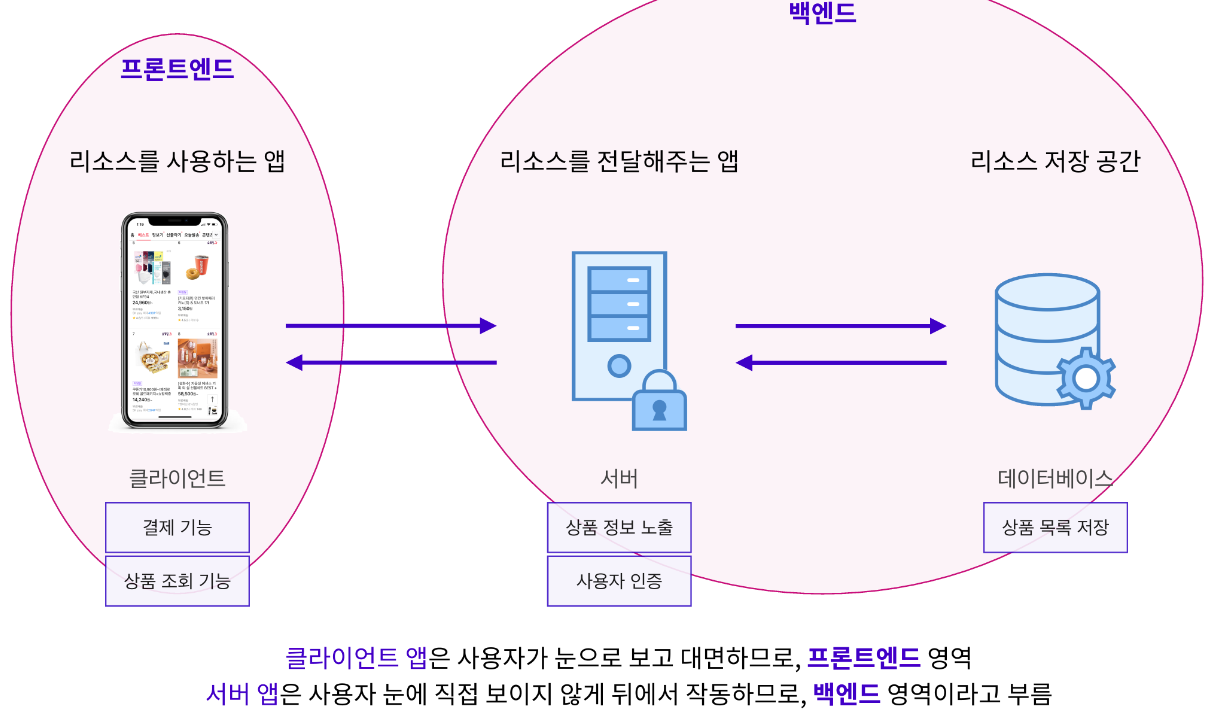 백엔드
프론트엔드
리소스를 사용하는 앱
리소스를 전달해주는 앱
리소스 저장 공간
클라이언트
서버
데이터베이스
결제 기능
상품 정보 노출
상품 목록 저장
상품 조회 기능
사용자 인증
클라이언트 앱은 사용자가 눈으로 보고 대면하므로, 프론트엔드 영역
서버 앱은 사용자 눈에 직접 보이지 않게 뒤에서 작동하므로, 백엔드 영역이라고 부름